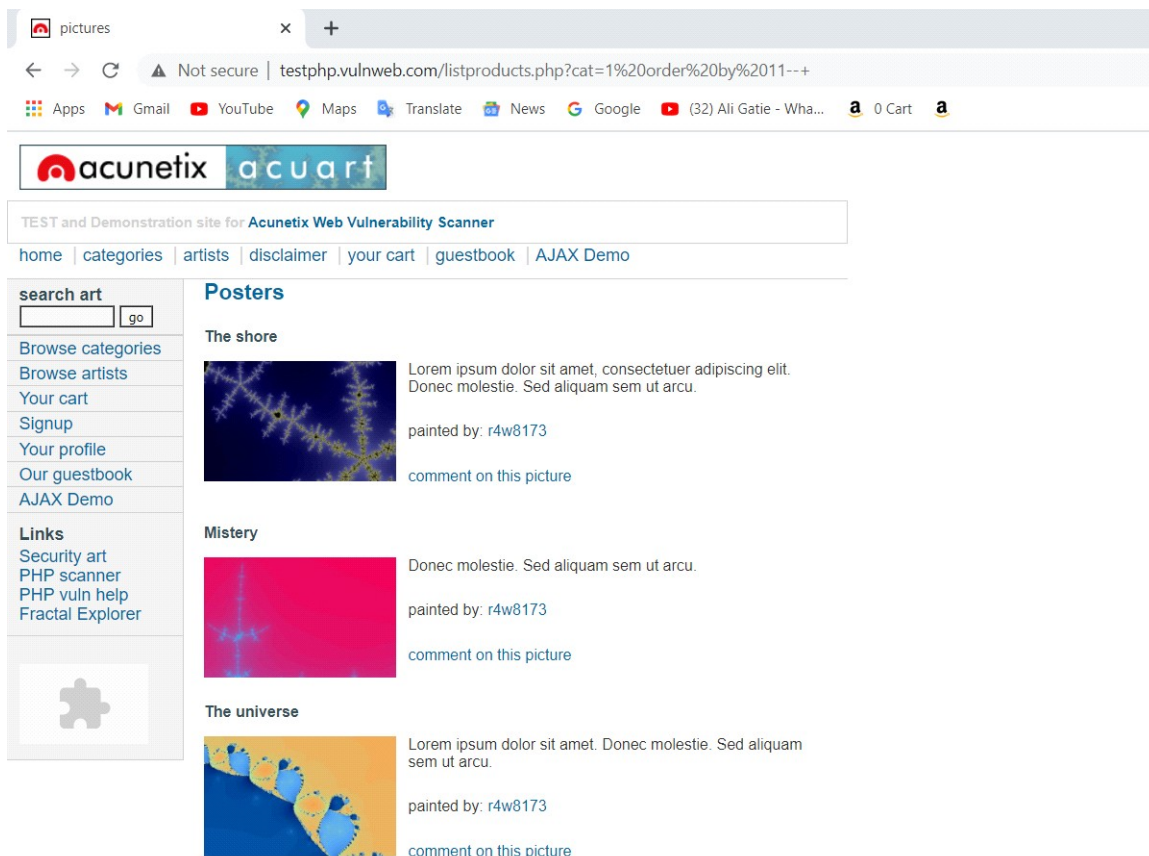 pictures
Not secure | testphp.vulnweb.com/listproducts.php?cat=1%20order%20by%2011--+
Apps Gmail YouTube Maps Translate News Google (32) Ali Gatie - Wha... 0 Cart
acunetix acuart
TEST and Demonstration site for Acunetix Web Vulnerability Scanner
home | categories | artists | disclaimer | your cart | guestbook | AJAX Demo
search art
go
Browse categories
Browse artists
Your cart
Signup
Your profile
Our guestbook
AJAX Demo
Links
Security art
PHP scanner
PHP vuln help
Fractal Explorer
Posters
The shore
Lorem ipsum dolor sit amet, consectetuer adipiscing elit.
Donec molestie. Sed aliquam sem ut arcu.
painted by: r4w8173
comment on this picture
Mistery
Donec molestie. Sed aliquam sem ut arcu.
painted by: r4w8173
comment on this picture
The universe
Lorem ipsum dolor sit amet. Donec molestie. Sed aliquam
sem ut arcu.
painted by: r4w8173
comment on this picture